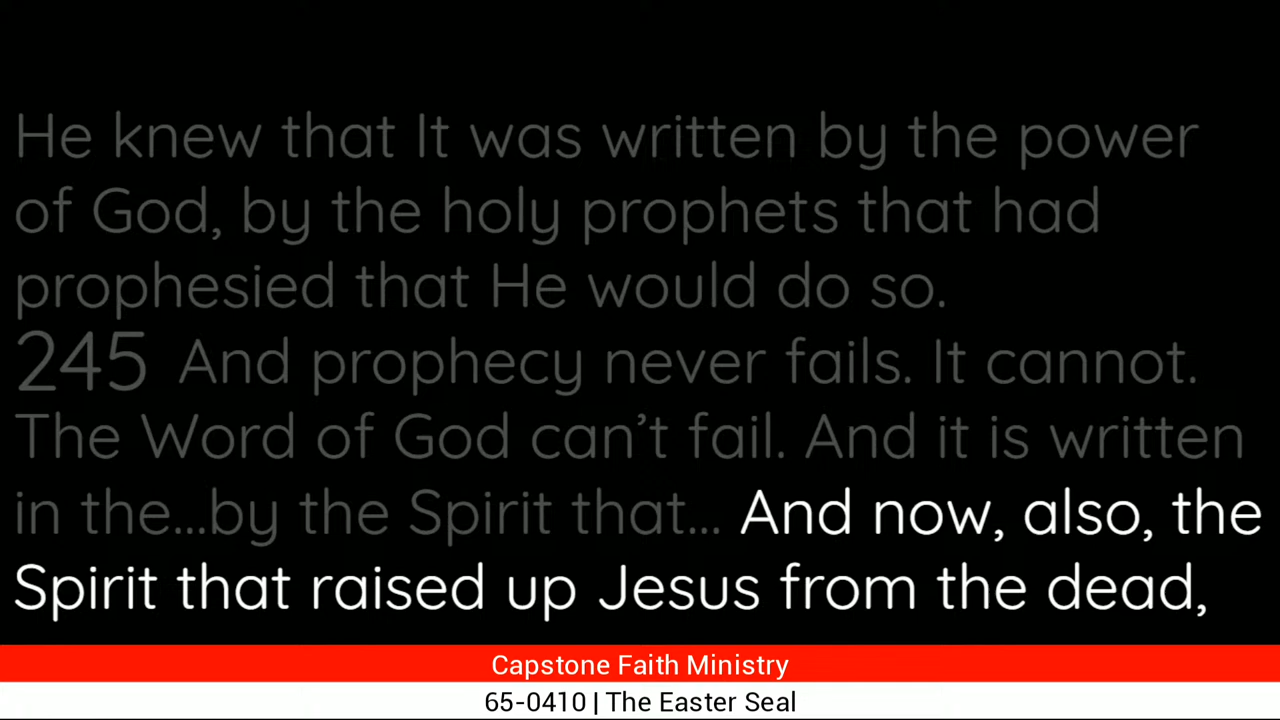 He knew that It was written by the power
of God, by the holy prophets that had
prophesied that He would do so.
245 And prophecy never fails. It cannot.
The Word of God can’t fail. And it is written
in the...by the Spirit that... And now, also, the
Spirit that raised up Jesus from the dead,
Capstone Faith Ministry
65-0410 | The Easter Seal